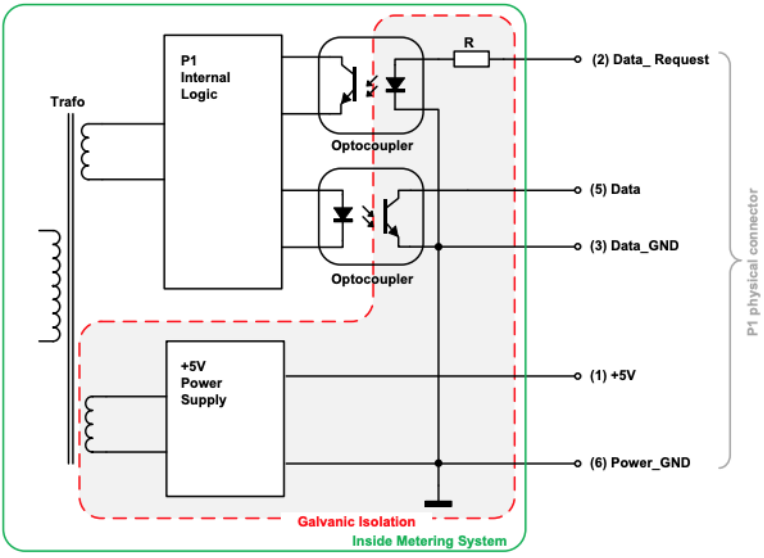 P1
Internal
Logic
Trafo
R
(2) Data_ Request
Optocoupler
(5) Data
(3) Data_GND
Optocoupler
P1 physical connector
+5V
Power
Supply
(1) +5V
(6) Power_GND
Galvanic Isolation
Inside Metering System